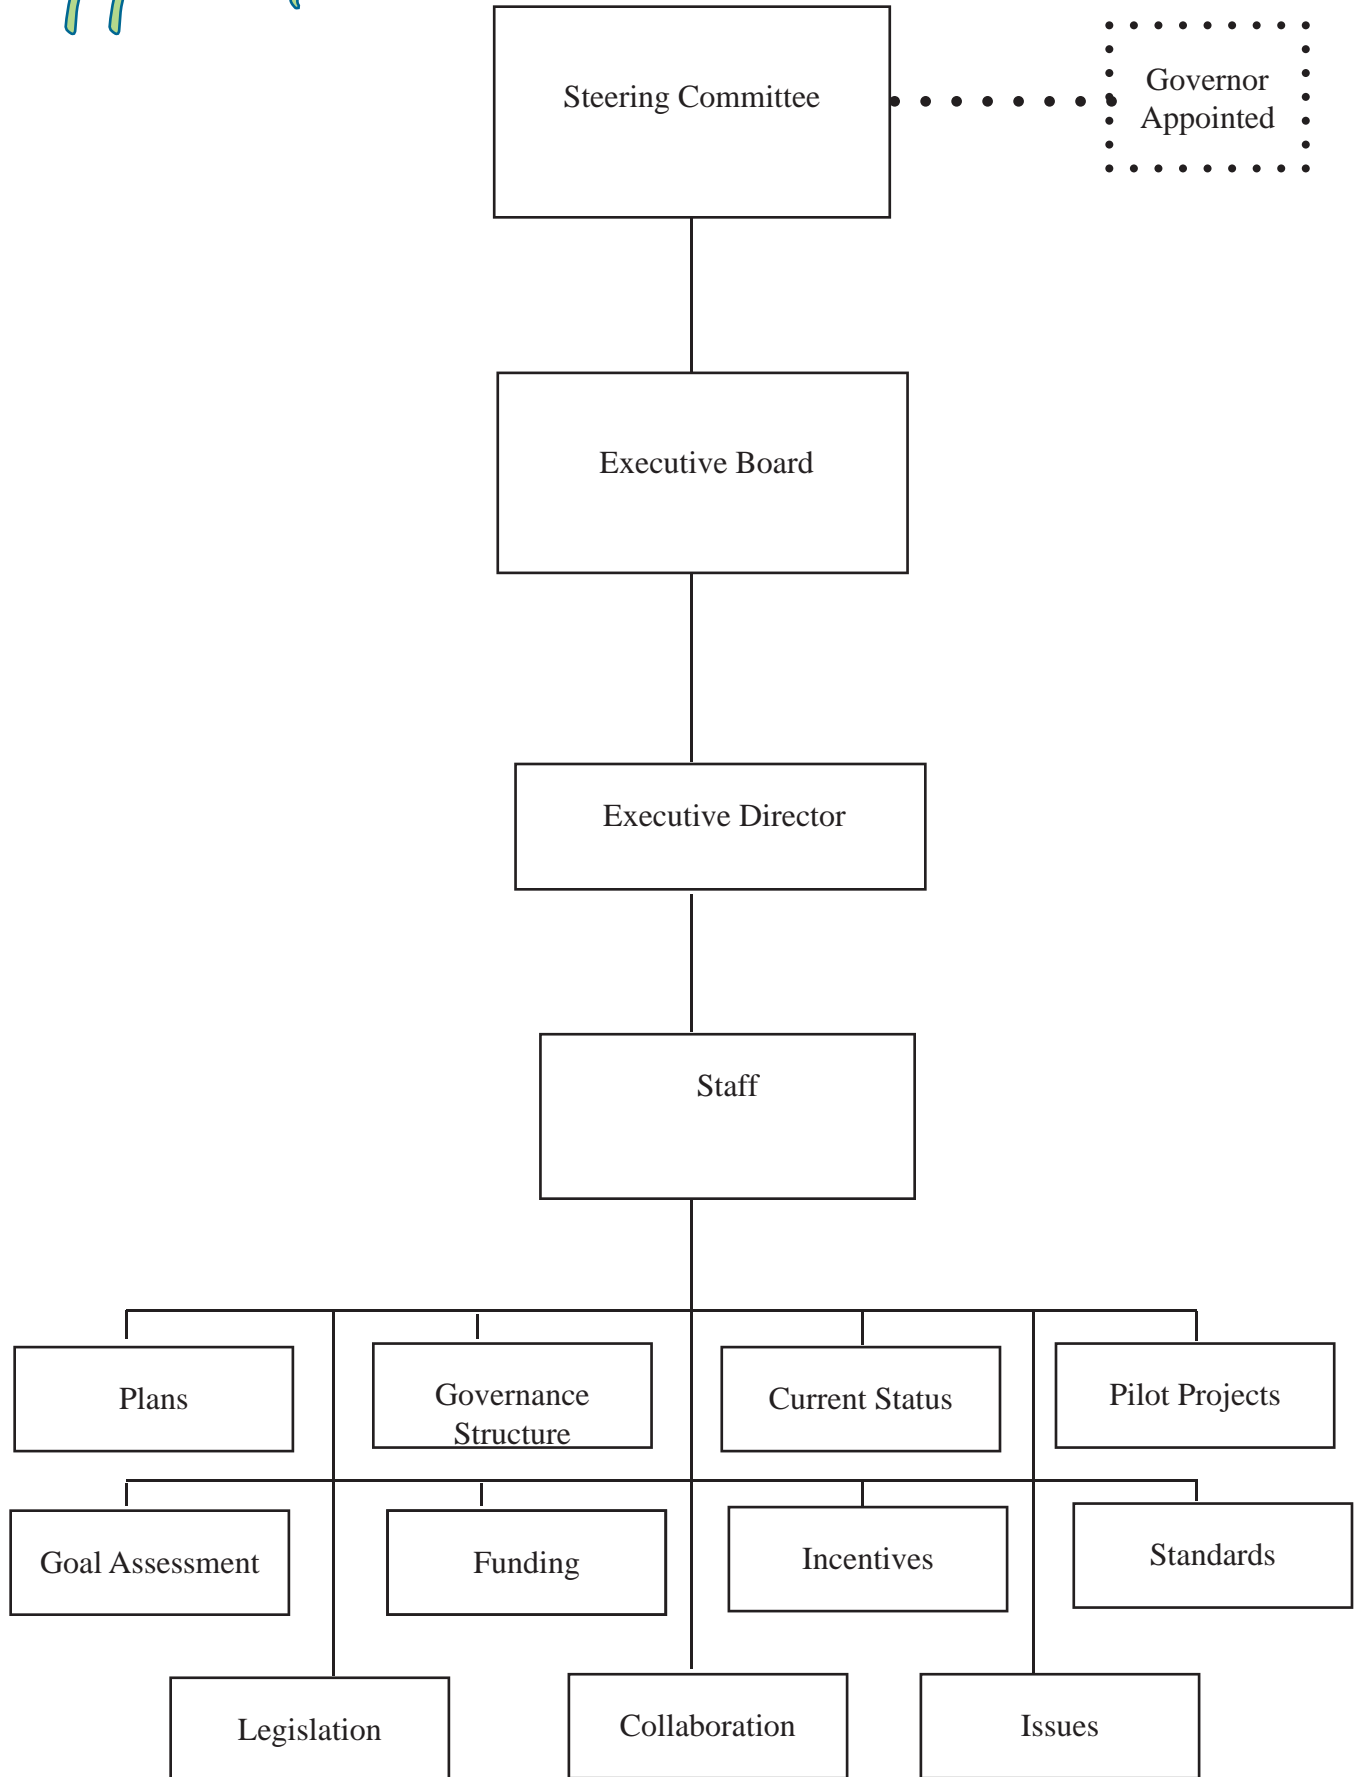 Steering Committee
Governor
Appointed
Executive Board
Executive Director
Staff
Plans
Governance
Structure
Current Status
Pilot Projects
Goal Assessment
Funding
Incentives
Standards
Legislation
Collaboration
Issues